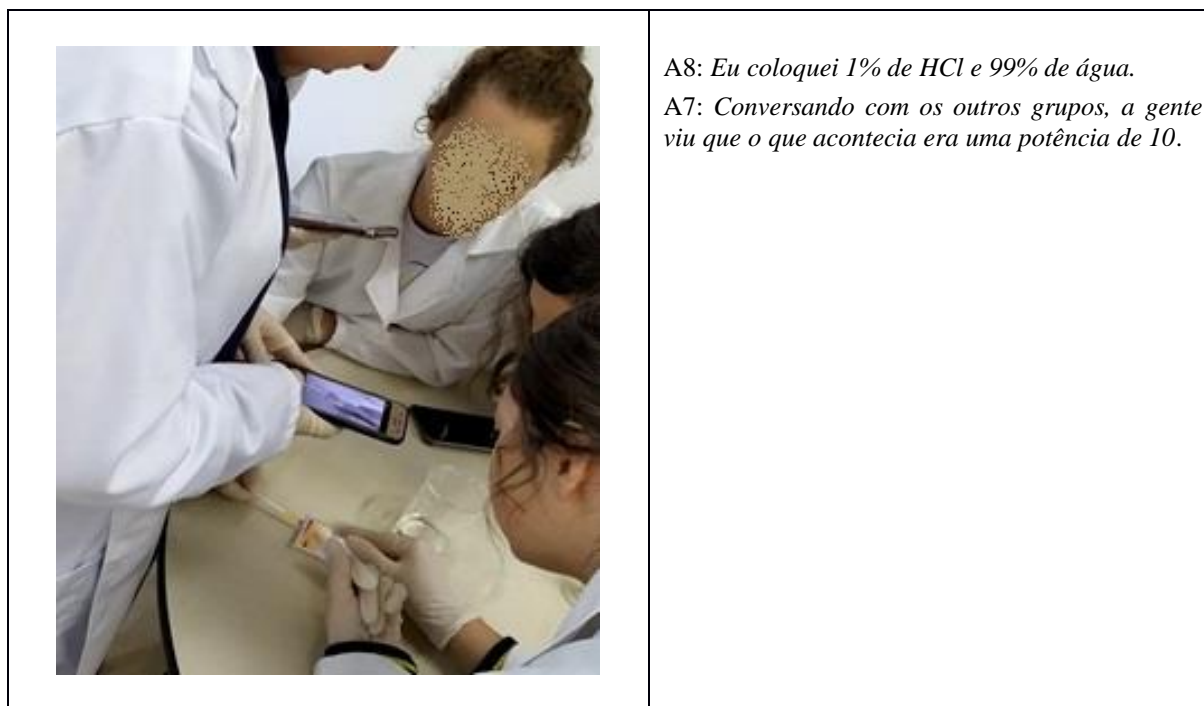 A8: Eu coloquei 1% de HCl e 99% de água.
A7: Conversando com os outros grupos, a gente
viu que o que acontecia era uma potência de 10.